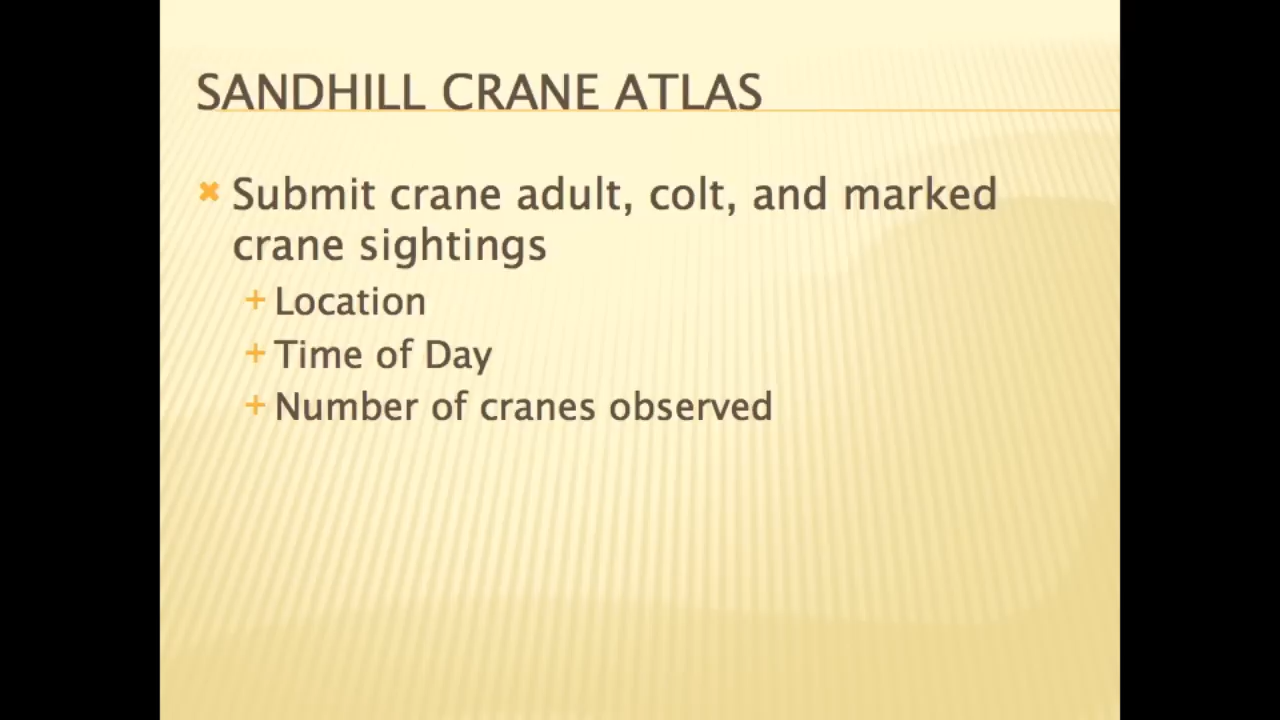 SANDHILL CRANE ATLAS
Submit crane adult, colt, and marked
crane sightings
Location
Time of Day
Number of cranes observed